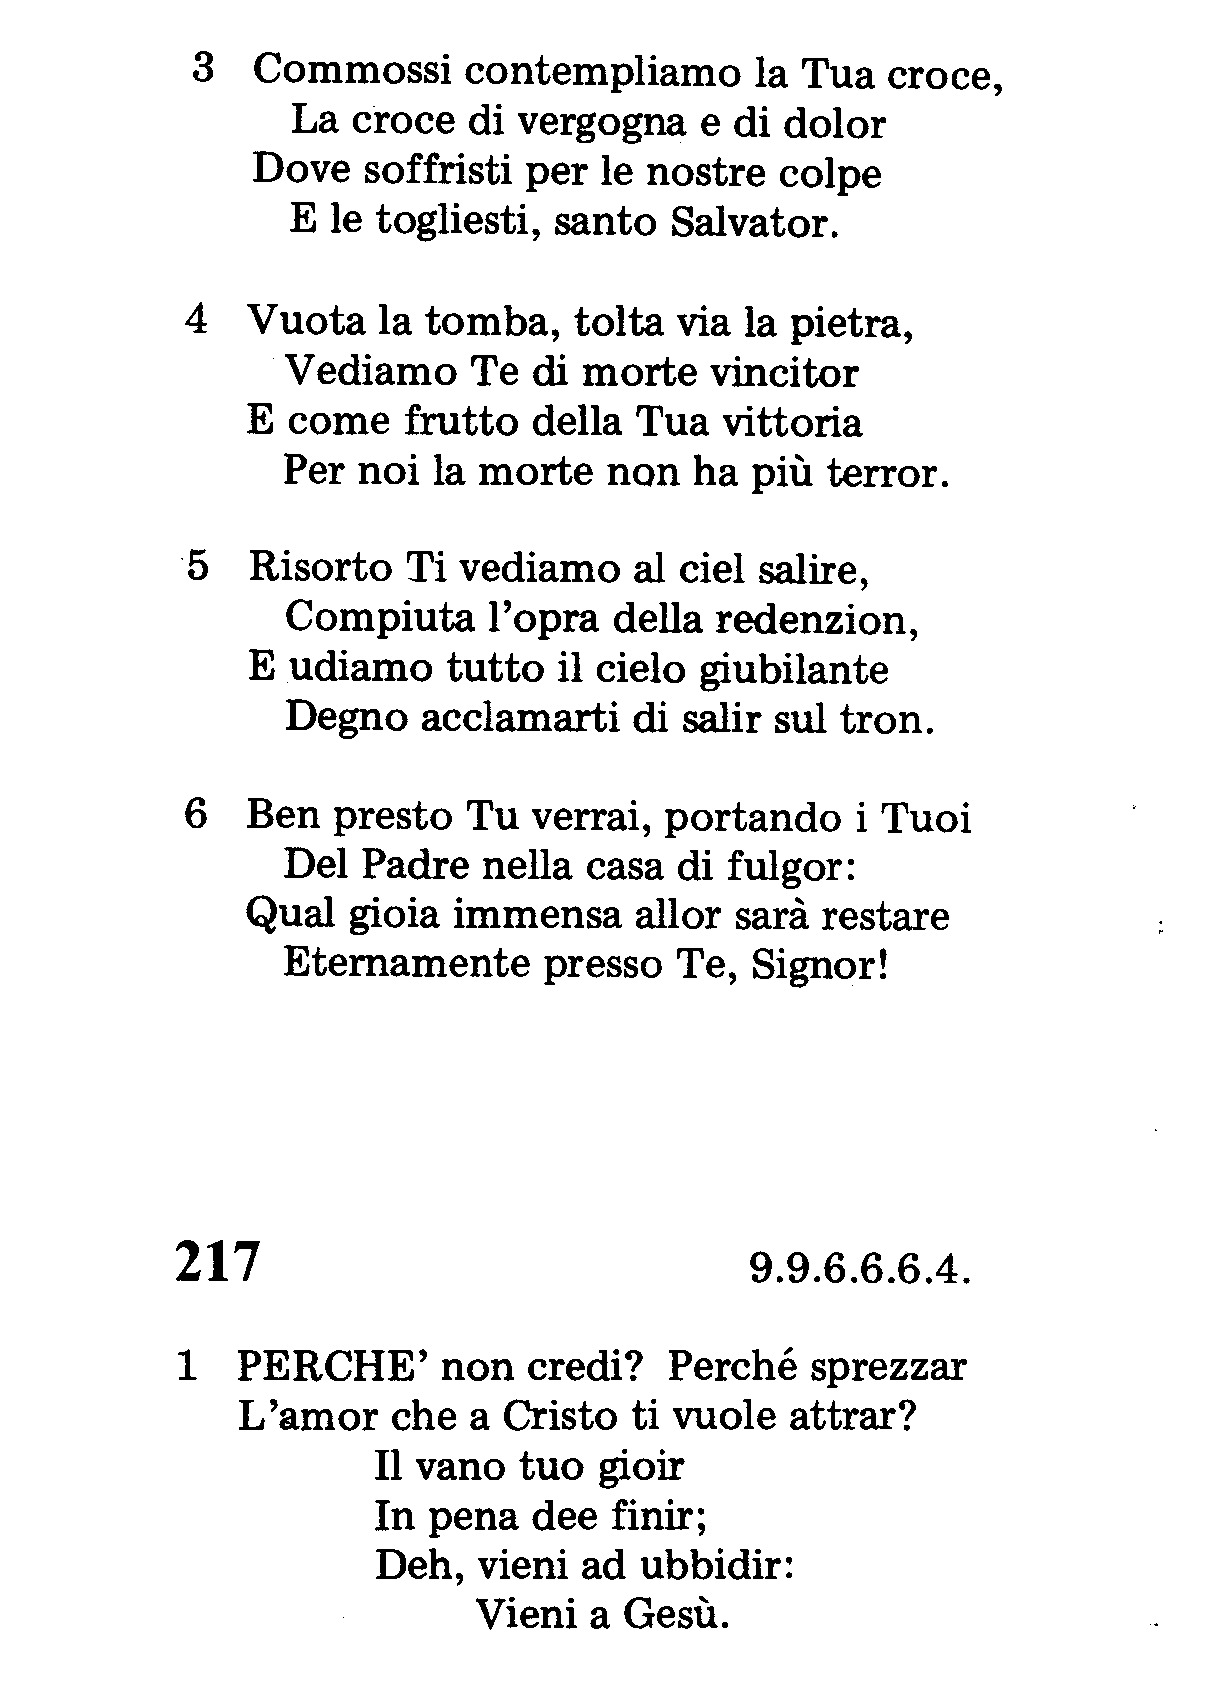 3 Commossi contempliamo la Tua croce,
La croce di vergogna e di dolor
Dove soffristi per le nostre colpe
E le togliesti, santo Salvator.
4 Vuota la tomba, tolta via la pietra,
Vediamo Te di morte vincitor
E come frutto della Tua vittoria
Per noi la morte non ha più terror.
5 Risorto Ti vediamo al ciel salire,
Compiuta l'opra della redenzion,
E udiamo tutto il cielo giubilante
Degno acclamarti di salir sul tron.
6 Ben presto Tu verrai, portando i Tuoi
Del Padre nella casa di fulgor:
Qual gioia immensa allor sarà restare
Eternamente presso Te, Signor!
217 9.9.6.6.6.4.
1 PERCHE' non credi? Perché sprezzar
L'amor che a Cristo ti vuole attrar?
Il vano tuo gioir
In pena dee finir;
Deh, vieni ad ubbidir:
Vieni a Gesù.